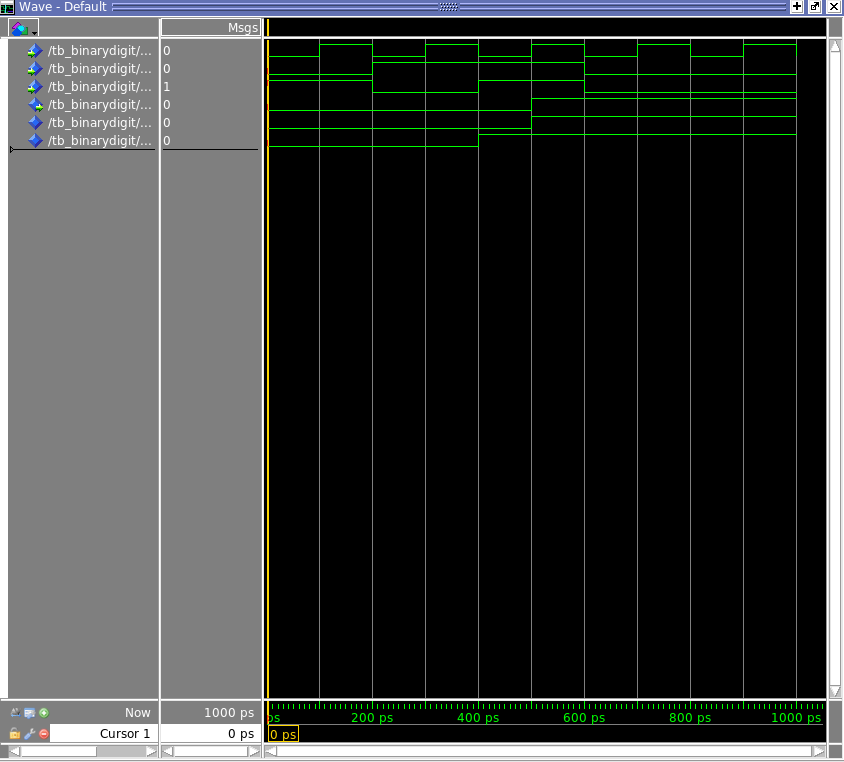 Wave - Default
Msgs
/tb_binarydigit/... 0
/tb_binarydigit/... 0
/tb_binarydigit/... 1
/tb_binarydigit/... 0
/tb_binarydigit/... 0
/tb_binarydigit/... 0
Now 1000 ps ps 200 ps 400 ps 600 ps 800 ps 1000 ps
Cursor 1 0 ps 0 ps